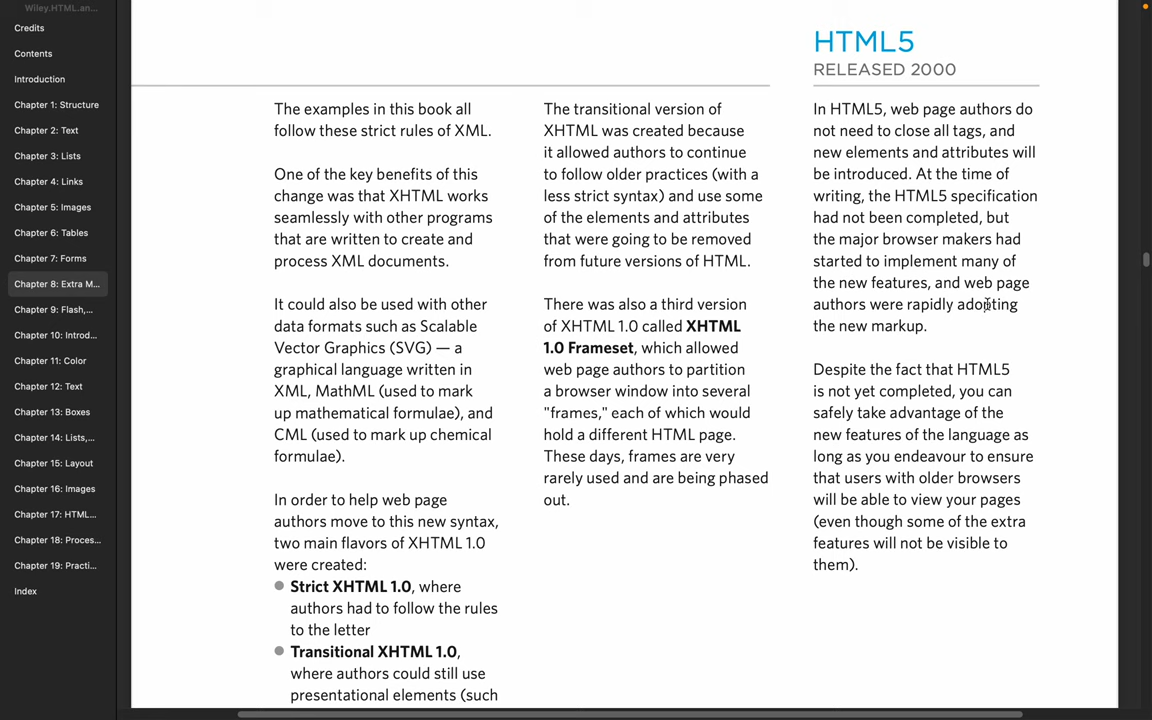 Wiley.HTML.an...
Credits
Contents
Introduction
Chapter 1: Structure
Chapter 2: Text
Chapter 3: Lists
Chapter 4: Links
Chapter 5: Images
Chapter 6: Tables
Chapter 7: Forms
Chapter 8: Extra M...
Chapter 9: Flash,...
Chapter 10: Introd...
Chapter 11: Color
Chapter 12: Text
Chapter 13: Boxes
Chapter 14: Lists,...
Chapter 15: Layout
Chapter 16: Images
Chapter 17: HTML...
Chapter 18: Proces...
Chapter 19: Practi...
Index
The examples in this book all
follow these strict rules of XML.
One of the key benefits of this
change was that XHTML works
seamlessly with other programs
that are written to create and
process XML documents.
It could also be used with other
data formats such as Scalable
Vector Graphics (SVG) — a
graphical language written in
XML, MathML (used to mark
up mathematical formulae), and
CML (used to mark up chemical
formulae).
In order to help web page
authors move to this new syntax,
two main flavors of XHTML 1.0
were created:
● Strict XHTML 1.0, where
authors had to follow the rules
to the letter
● Transitional XHTML 1.0,
where authors could still use
presentational elements (such
The transitional version of
XHTML was created because
it allowed authors to continue
to follow older practices (with a
less strict syntax) and use some
of the elements and attributes
that were going to be removed
from future versions of HTML.
There was also a third version
of XHTML 1.0 called XHTML
1.0 Frameset, which allowed
web page authors to partition
a browser window into several
"frames," each of which would
hold a different HTML page.
These days, frames are very
rarely used and are being phased
out.
HTML5
RELEASED 2000
In HTML5, web page authors do
not need to close all tags, and
new elements and attributes will
be introduced. At the time of
writing, the HTML5 specification
had not been completed, but
the major browser makers had
started to implement many of
the new features, and web page
authors were rapidly adopting
the new markup.
Despite the fact that HTML5
is not yet completed, you can
safely take advantage of the
new features of the language as
long as you endeavour to ensure
that users with older browsers
will be able to view your pages
(even though some of the extra
features will not be visible to
them).